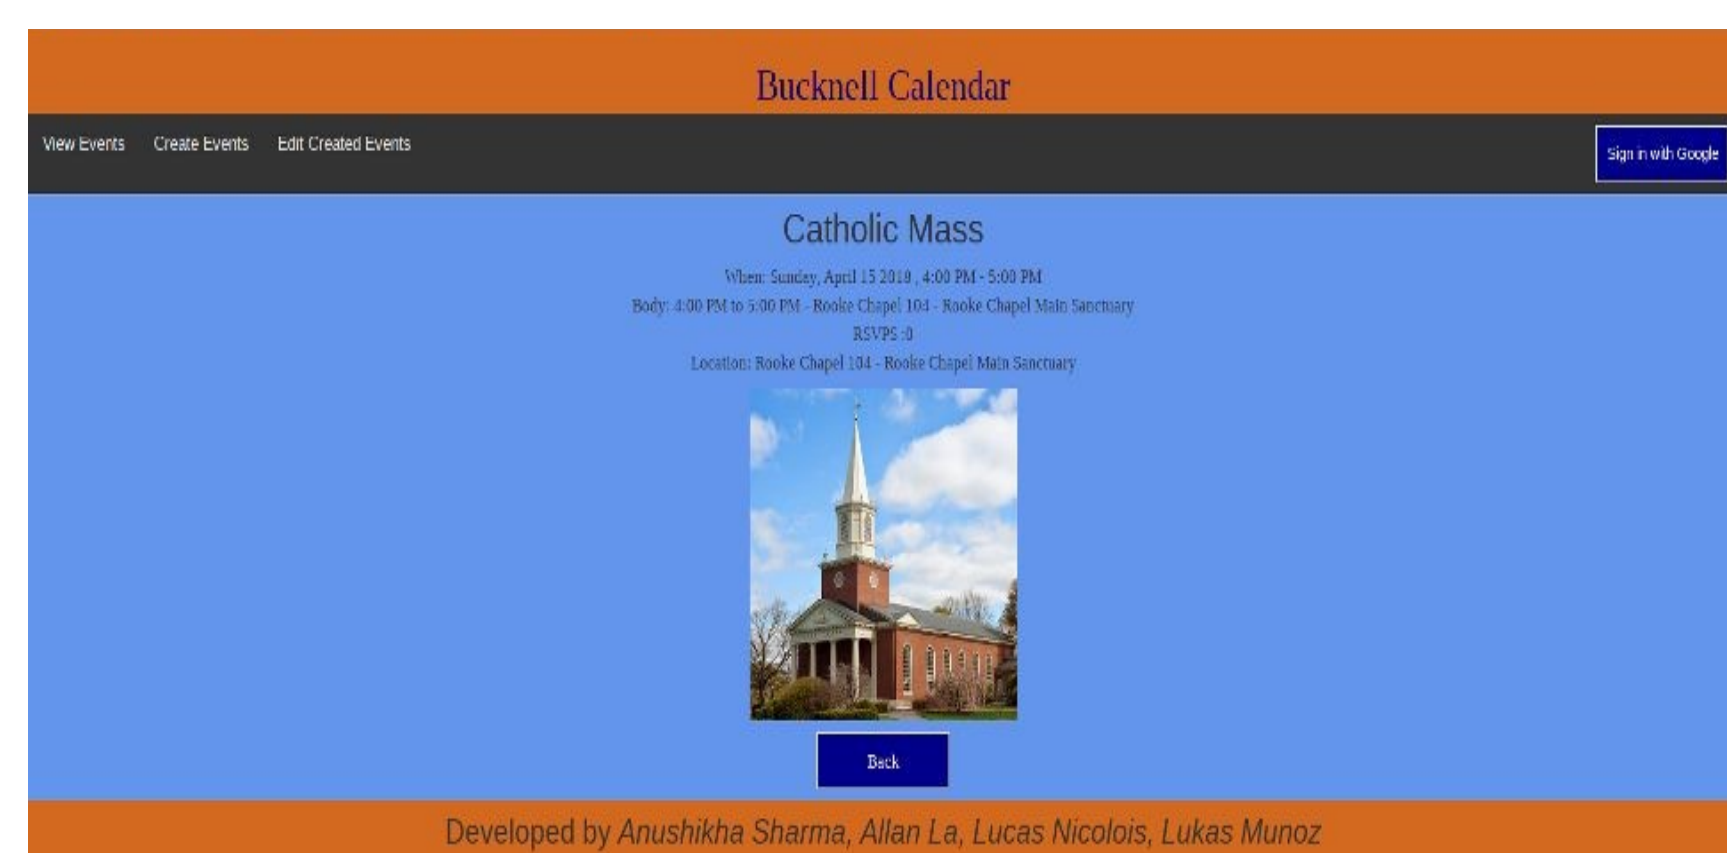 Bucknell Calendar
View Events Create Events Edit Created Events
Sign in with Google
Catholic Mass
When: Sunday, April 15 2018 , 4:00 PM - 5:00 PM
Body: 4:00 PM to 5:00 PM - Rooke Chapel 104 - Rooke Chapel Main Sanctuary
RSVPS :0
Location: Rooke Chapel 104 - Rooke Chapel Main Sanctuary
Back
Developed by Anushikha Sharma, Allan La, Lucas Nicolois, Lukas Munoz